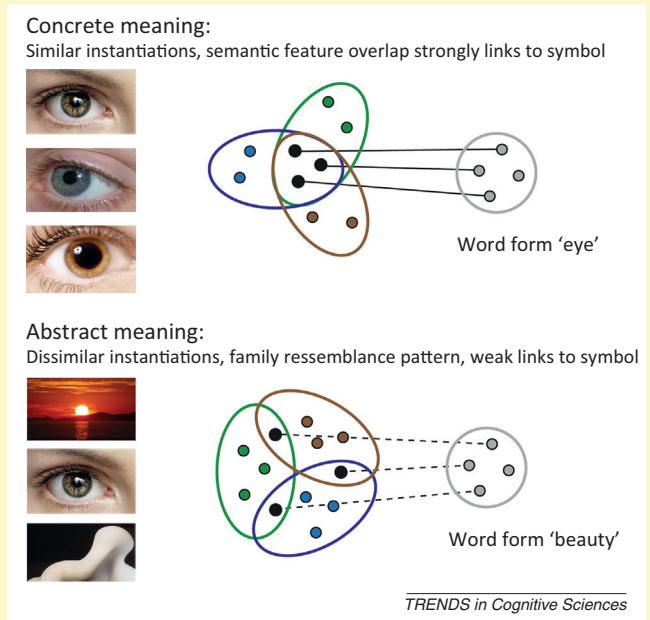 Concrete meaning:
Similar instantiations, semantic feature overlap strongly links to symbol
Word form ‘eye’
Abstract meaning:
Dissimilar instantiations, family ressemblance pattern, weak links to symbol
Word form ‘beauty’
TRENDS in Cognitive Sciences